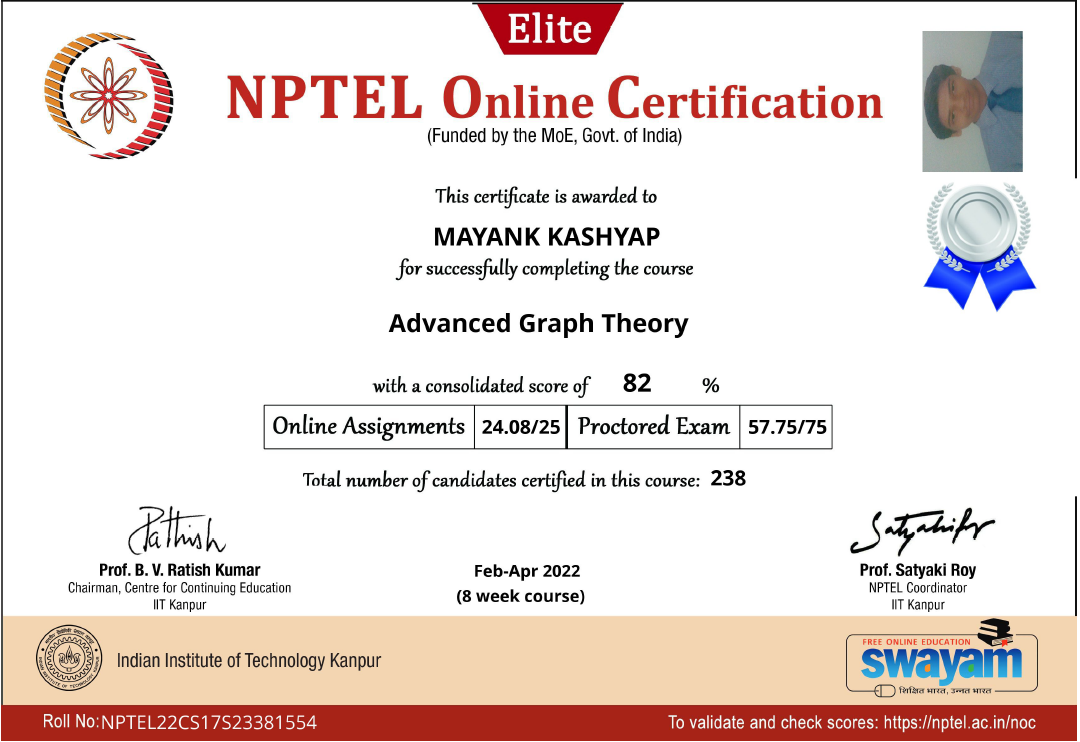 Elite
NPTEL Online Certification
(Funded by the MoE, Govt. of India)
This certificate is awarded to
MAYANK KASHYAP
for successfully completing the course
Advanced Graph Theory
with a consolidated score of 82 %
Online Assignments 24.08/25 Proctored Exam 57.75/75
Total number of candidates certified in this course: 238
Prof. B. V. Ratish Kumar
Chairman, Centre for Continuing Education
IIT Kanpur
Feb-Apr 2022
(8 week course)
Prof. Satyaki Roy
NPTEL Coordinator
IIT Kanpur
Indian Institute of Technology Kanpur
FREE ONLINE EDUCATION
swayam
शिक्षित भारत, उन्नत भारत
Roll No: NPTEL22CS17S23381554
To validate and check scores: https://nptel.ac.in/noc